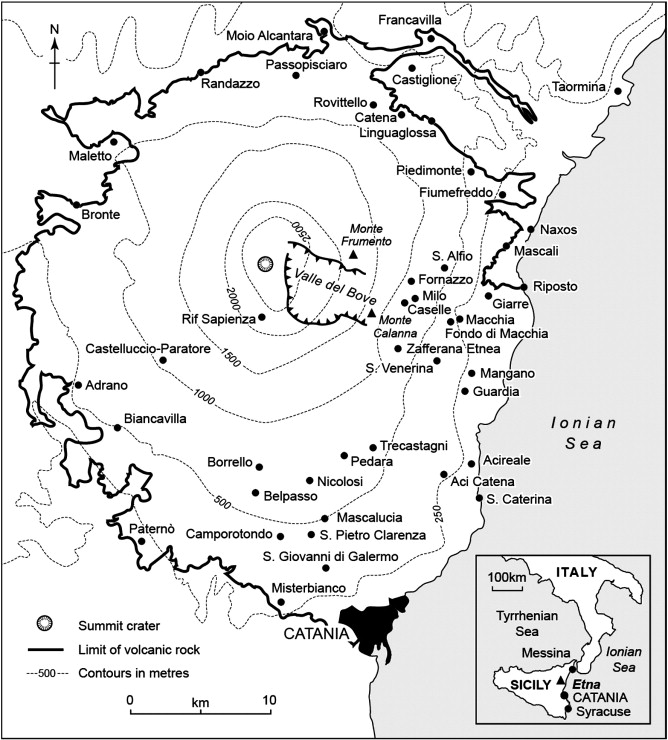 Francavilla
N
Moio Alcantara
Passopisciaro
Castiglione
Randazzo
Taormina
Rovittello
Catena
Linguaglossa
Maletto
Piedimonte
Fiumefreddo
Bronte
Monte
Frumento
2500
Naxos
Mascali
S. Alfio
Valle del Bove
Fornazzo
Riposto
2000
Milo
Giarre
Caselle
Rif Sapienza
Monte
Calanna
Macchia
Fondo di Macchia
Castelluccio-Paratore
1500
Zafferana Etnea
S. Venerina
Mangano
Adrano
1000
Guardia
Biancavilla
Ionian
Sea
Trecastagni
Borrello
Pedara
Acireale
Nicolosi
Aci Catena
Belpasso
S. Caterina
500
250
Mascalucia
Paternò
Camporotondo
S. Pietro Clarenza
S. Giovanni di Galermo
Misterbianco
CATANIA
Summit crater
Limit of volcanic rock
-500- Contours in metres
km
0
10
100km
ITALY
Tyrrhenian
Sea
Messina
Ionian
Sea
SICILY
Etna
CATANIA
Syracuse